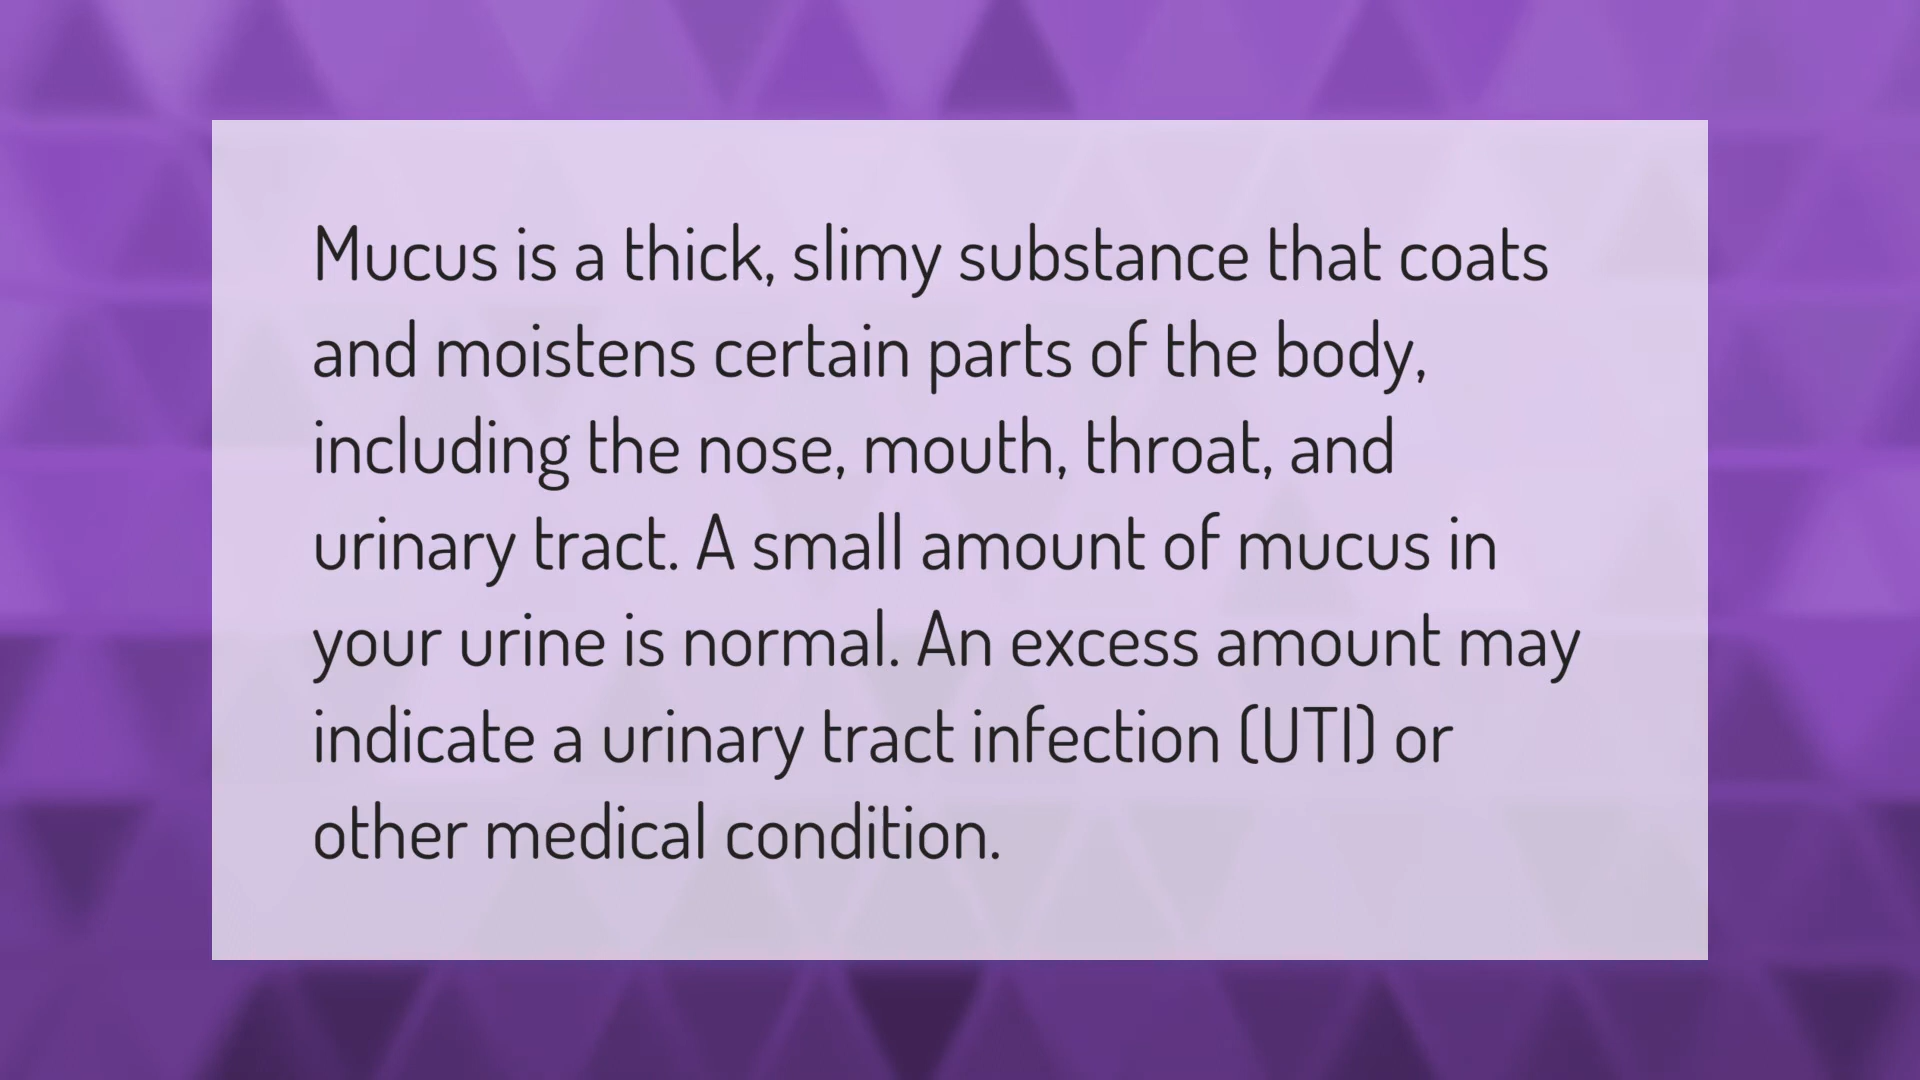 Mucus is a thick, slimy substance that coats
and moistens certain parts of the body,
including the nose, mouth, throat, and
urinary tract. A small amount of mucus in
your urine is normal. An excess amount may
indicate a urinary tract infection (UTI) or
other medical condition.